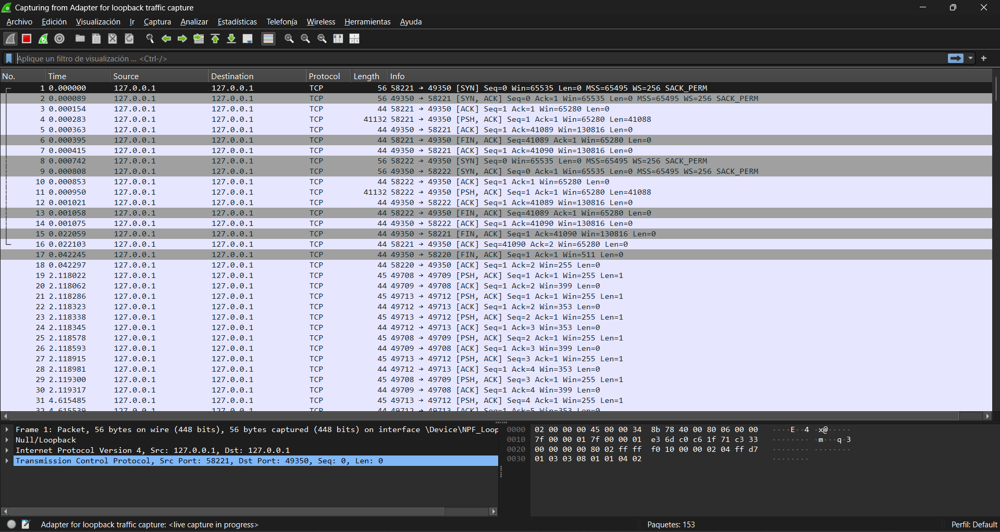 Capturing from Adapter for loopback traffic capture
Archivo Edición Visualización Ir Captura Analizar Estadísticas Telefonía Wireless Herramientas Ayuda
Aplique un filtro de visualización ... <Ctrl-/>
No. Time Source Destination Protocol Length Info
1 0.000000 127.0.0.1 127.0.0.1 TCP 56 58221 → 49350 [SYN] Seq=0 Win=65535 Len=0 MSS=65495 WS=256 SACK_PERM
2 0.000089 127.0.0.1 127.0.0.1 TCP 56 49350 → 58221 [SYN, ACK] Seq=0 Ack=1 Win=65535 Len=0 MSS=65495 WS=256 SACK_PERM
3 0.000154 127.0.0.1 127.0.0.1 TCP 44 58221 → 49350 [ACK] Seq=1 Ack=1 Win=65280 Len=0
4 0.000283 127.0.0.1 127.0.0.1 TCP 41132 58221 → 49350 [PSH, ACK] Seq=1 Ack=1 Win=65280 Len=41088
5 0.000363 127.0.0.1 127.0.0.1 TCP 44 49350 → 58221 [ACK] Seq=1 Ack=41089 Win=130816 Len=0
6 0.000395 127.0.0.1 127.0.0.1 TCP 44 58221 → 49350 [FIN, ACK] Seq=41089 Ack=1 Win=65280 Len=0
7 0.000415 127.0.0.1 127.0.0.1 TCP 44 49350 → 58221 [ACK] Seq=1 Ack=41090 Win=130816 Len=0
8 0.000742 127.0.0.1 127.0.0.1 TCP 56 58222 → 49350 [SYN] Seq=0 Win=65535 Len=0 MSS=65495 WS=256 SACK_PERM
9 0.000808 127.0.0.1 127.0.0.1 TCP 56 49350 → 58222 [SYN, ACK] Seq=0 Ack=1 Win=65535 Len=0 MSS=65495 WS=256 SACK_PERM
10 0.000853 127.0.0.1 127.0.0.1 TCP 44 58222 → 49350 [ACK] Seq=1 Ack=1 Win=65280 Len=0
11 0.000950 127.0.0.1 127.0.0.1 TCP 41132 58222 → 49350 [PSH, ACK] Seq=1 Ack=1 Win=65280 Len=41088
12 0.001021 127.0.0.1 127.0.0.1 TCP 44 49350 → 58222 [ACK] Seq=1 Ack=41089 Win=130816 Len=0
13 0.001058 127.0.0.1 127.0.0.1 TCP 44 58222 → 49350 [FIN, ACK] Seq=41089 Ack=1 Win=65280 Len=0
14 0.001075 127.0.0.1 127.0.0.1 TCP 44 49350 → 58222 [ACK] Seq=1 Ack=41090 Win=130816 Len=0
15 0.022059 127.0.0.1 127.0.0.1 TCP 44 49350 → 58221 [FIN, ACK] Seq=1 Ack=41090 Win=130816 Len=0
16 0.022103 127.0.0.1 127.0.0.1 TCP 44 58221 → 49350 [ACK] Seq=41090 Ack=2 Win=65280 Len=0
17 0.042245 127.0.0.1 127.0.0.1 TCP 44 49350 → 58220 [FIN, ACK] Seq=1 Ack=1 Win=511 Len=0
18 0.042297 127.0.0.1 127.0.0.1 TCP 44 58220 → 49350 [ACK] Seq=1 Ack=2 Win=255 Len=0
19 2.118022 127.0.0.1 127.0.0.1 TCP 45 49708 → 49709 [PSH, ACK] Seq=1 Ack=1 Win=255 Len=1
20 2.118062 127.0.0.1 127.0.0.1 TCP 44 49709 → 49708 [ACK] Seq=1 Ack=2 Win=399 Len=0
21 2.118286 127.0.0.1 127.0.0.1 TCP 45 49713 → 49712 [PSH, ACK] Seq=1 Ack=1 Win=255 Len=1
22 2.118323 127.0.0.1 127.0.0.1 TCP 44 49712 → 49713 [ACK] Seq=1 Ack=2 Win=353 Len=0
23 2.118338 127.0.0.1 127.0.0.1 TCP 45 49713 → 49712 [PSH, ACK] Seq=2 Ack=1 Win=255 Len=1
24 2.118345 127.0.0.1 127.0.0.1 TCP 44 49712 → 49713 [ACK] Seq=1 Ack=3 Win=353 Len=0
25 2.118578 127.0.0.1 127.0.0.1 TCP 45 49708 → 49709 [PSH, ACK] Seq=2 Ack=1 Win=255 Len=1
26 2.118593 127.0.0.1 127.0.0.1 TCP 44 49709 → 49708 [ACK] Seq=1 Ack=3 Win=399 Len=0
27 2.118915 127.0.0.1 127.0.0.1 TCP 45 49713 → 49712 [PSH, ACK] Seq=3 Ack=1 Win=255 Len=1
28 2.118981 127.0.0.1 127.0.0.1 TCP 44 49712 → 49713 [ACK] Seq=1 Ack=4 Win=353 Len=0
29 2.119300 127.0.0.1 127.0.0.1 TCP 45 49708 → 49709 [PSH, ACK] Seq=3 Ack=1 Win=255 Len=1
30 2.119317 127.0.0.1 127.0.0.1 TCP 44 49709 → 49708 [ACK] Seq=1 Ack=4 Win=399 Len=0
31 4.615485 127.0.0.1 127.0.0.1 TCP 45 49713 → 49712 [PSH, ACK] Seq=4 Ack=1 Win=255 Len=1
32 4.615539 127.0.0.1 127.0.0.1 TCP 44 49712 → 49713 [ACK] Seq=1 Ack=5 Win=353 Len=0
Frame 1: Packet, 56 bytes on wire (448 bits), 56 bytes captured (448 bits) on interface \Device\NPF_Loop
Null/Loopback
Internet Protocol Version 4, Src: 127.0.0.1, Dst: 127.0.0.1
Transmission Control Protocol, Src Port: 58221, Dst Port: 49350, Seq: 0, Len: 0
0000 02 00 00 00 45 00 00 34 8b 78 40 00 80 06 00 00 ····E··4 ·x@·····
0010 7f 00 00 01 7f 00 00 01 e3 6d c0 c6 1f 71 c3 33 ········ ·m···q·3
0020 00 00 00 00 80 02 ff ff f0 10 00 00 02 04 ff d7 ········ ········
0030 01 03 03 08 01 01 04 02 ········
Adapter for loopback traffic capture: <live capture in progress>
Paquetes: 153
Perfil: Default